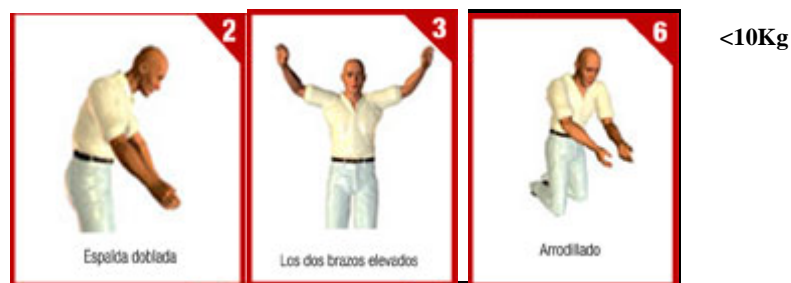 2
3
6
<10Kg
Espalda doblada
Los dos brazos elevados
Arrodillado